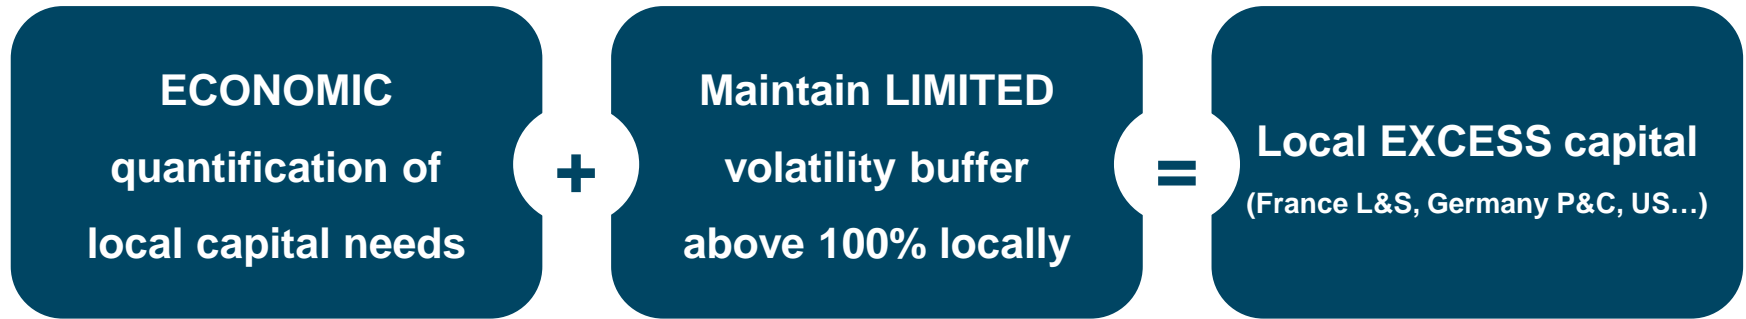 ECONOMIC
quantification of
local capital needs
+
Maintain LIMITED
volatility buffer
above 100% locally
=
Local EXCESS capital
(France L&S, Germany P&C, US…)